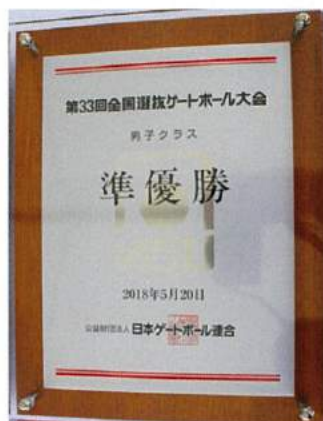 第33回全国選抜ゲートボール大会
男子クラス
準優勝
2018年5月20日
公益財団法人 日本ゲートボール連合